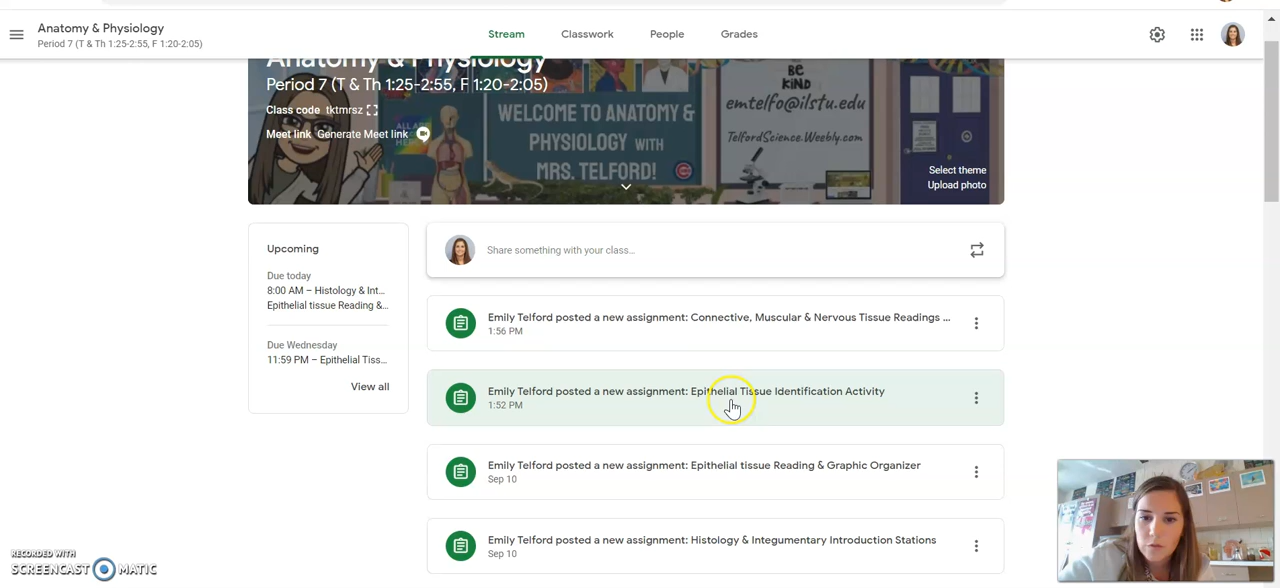 Anatomy & Physiology
Period 7 (T & Th 1:25-2:55, F 1:20-2:05)
Stream
Classwork
People
Grades
Anatomy & Physiology
Period 7 (T & Th 1:25-2:55, F 1:20-2:05)
Class code tktmrsz
Meet link Generate Meet link
WELCOME TO ANATOMY &
PHYSIOLOGY WITH
MRS. TELFORD!
BE
KIND
emtelfo@ilstu.edu
TelfordScience.Weebly.com
Select theme
Upload photo
Upcoming
Due today
8:00 AM – Histology & Int...
Epithelial tissue Reading &...
Due Wednesday
11:59 PM – Epithelial Tiss...
View all
Share something with your class...
Emily Telford posted a new assignment: Connective, Muscular & Nervous Tissue Readings ...
1:56 PM
Emily Telford posted a new assignment: Epithelial Tissue Identification Activity
1:52 PM
Emily Telford posted a new assignment: Epithelial tissue Reading & Graphic Organizer
Sep 10
Emily Telford posted a new assignment: Histology & Integumentary Introduction Stations
Sep 10
RECORDED WITH
SCREENCAST MATIC